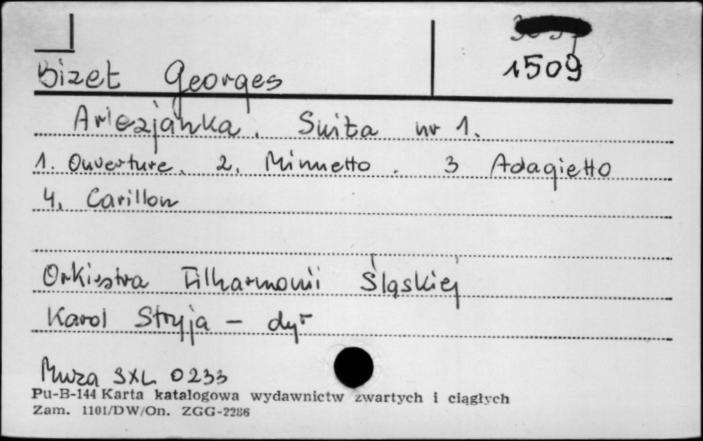 Bizet Georges
1509
Arlezjanka. Suita nr 1.
1. Ouverture. 2. Minuetto. 3 Adagietto
4. Carillon
Orkiestra Filharmonii Śląskiej
Karol Stryja - dyr
Muza SXL 0233
Pu-B-144 Karta katalogowa wydawnictw zwartych i ciągłych
Zam. 1101/DW/On. ZGG-2286